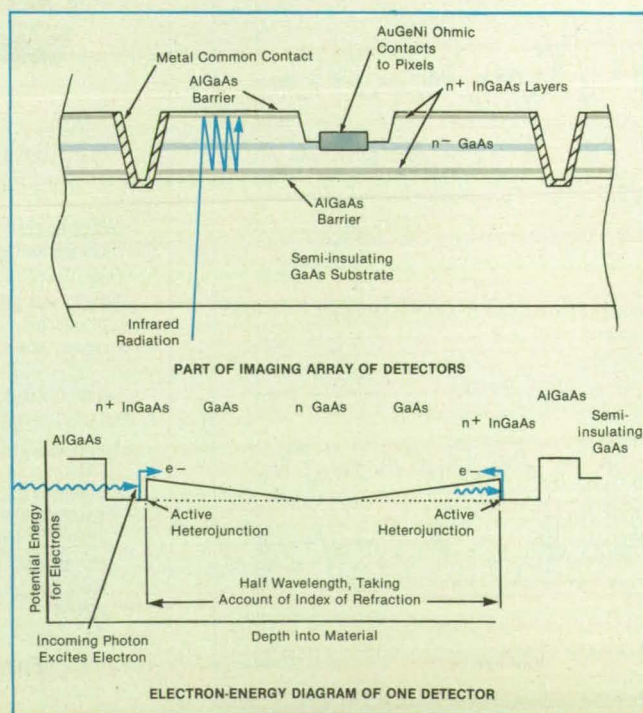 AuGeNi Ohmic
Contacts
to Pixels
Metal Common Contact
AlGaAs
Barrier
n+ InGaAs Layers
n− GaAs
AlGaAs
Barrier
Semi-insulating
GaAs Substrate
Infrared
Radiation
PART OF IMAGING ARRAY OF DETECTORS
AlGaAs
n+ InGaAs
GaAs
n GaAs
GaAs
n+ InGaAs
AlGaAs
Semi-
insulating
GaAs
e−
e−
Active
Heterojunction
Active
Heterojunction
Potential Energy
for Electrons
Half Wavelength, Taking
Account of Index of Refraction
Incoming Photon
Excites Electron
Depth into Material
ELECTRON-ENERGY DIAGRAM OF ONE DETECTOR